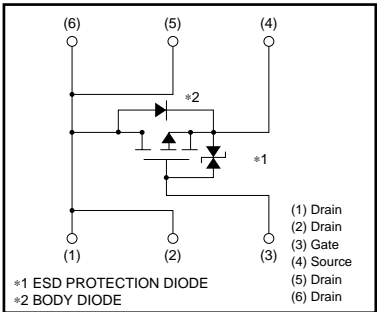 (6) (5) (4)
∗2
∗1
(1) (2) (3)
(1) Drain
(2) Drain
(3) Gate
(4) Source
(5) Drain
(6) Drain
∗1 ESD PROTECTION DIODE
∗2 BODY DIODE